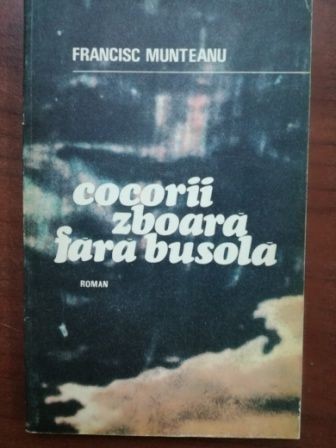 FRANCISC MUNTEANU
cocorii
zboară
fără busolă
ROMAN